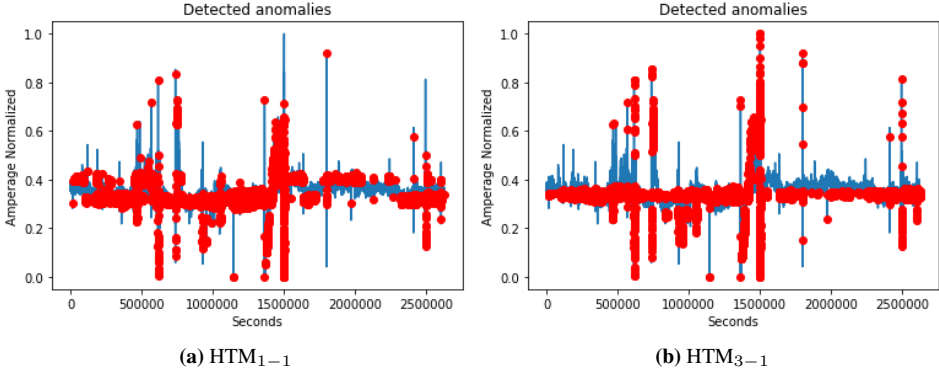 Detected anomalies
1.0
0.8
0.6
0.4
0.2
0.0
Amperage Normalized
0 500000 1000000 1500000 2000000 2500000
Seconds
(a) HTM1−1
Detected anomalies
1.0
0.8
0.6
0.4
0.2
0.0
Amperage Normalized
0 500000 1000000 1500000 2000000 2500000
Seconds
(b) HTM3−1